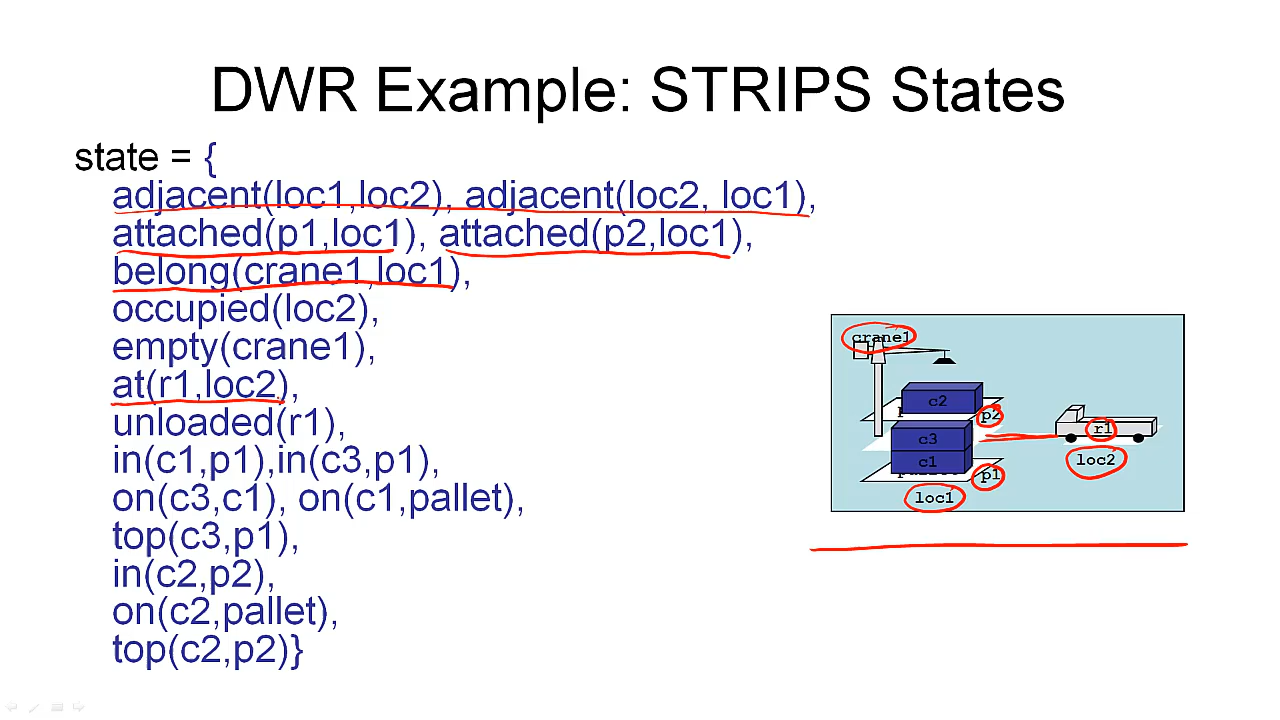 DWR Example: STRIPS States
state = {
adjacent(loc1,loc2), adjacent(loc2, loc1),
attached(p1,loc1), attached(p2,loc1),
belong(crane1,loc1),
occupied(loc2),
empty(crane1),
at(r1,loc2),
unloaded(r1),
in(c1,p1),in(c3,p1),
on(c3,c1), on(c1,pallet),
top(c3,p1),
in(c2,p2),
on(c2,pallet),
top(c2,p2)}
crane1
c2
p2
c3
r1
c1
loc2
p1
loc1